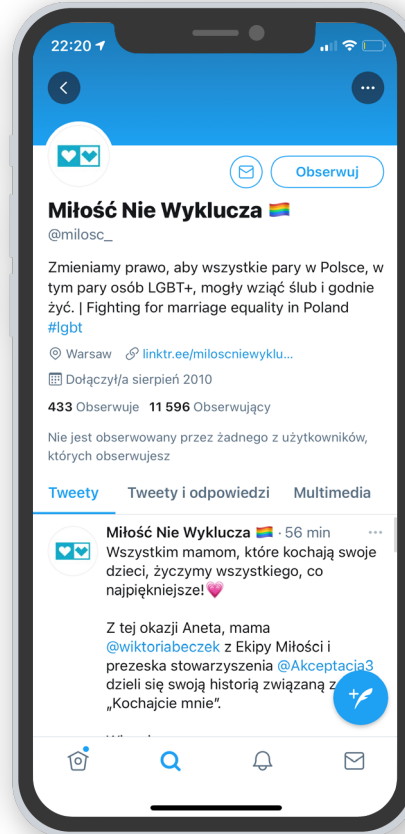 22:20
Obserwuj
Miłość Nie Wyklucza 🏳️‍🌈
@milosc_
Zmieniamy prawo, aby wszystkie pary w Polsce, w
tym pary osób LGBT+, mogły wziąć ślub i godnie
żyć. | Fighting for marriage equality in Poland
#lgbt
Warsaw linktr.ee/miloscniewyklu...
Dołączył/a sierpień 2010
433 Obserwuje 11 596 Obserwujący
Nie jest obserwowany przez żadnego z użytkowników,
których obserwujesz
Tweety Tweety i odpowiedzi Multimedia
Miłość Nie Wyklucza 🏳️‍🌈 · 56 min
Wszystkim mamom, które kochają swoje
dzieci, życzymy wszystkiego, co
najpiękniejsze!💗
Z tej okazji Aneta, mama
@wiktoriabeczek z Ekipy Miłości i
prezeska stowarzyszenia @Akceptacja3
dzieli się swoją historią związaną z
„Kochajcie mnie”.